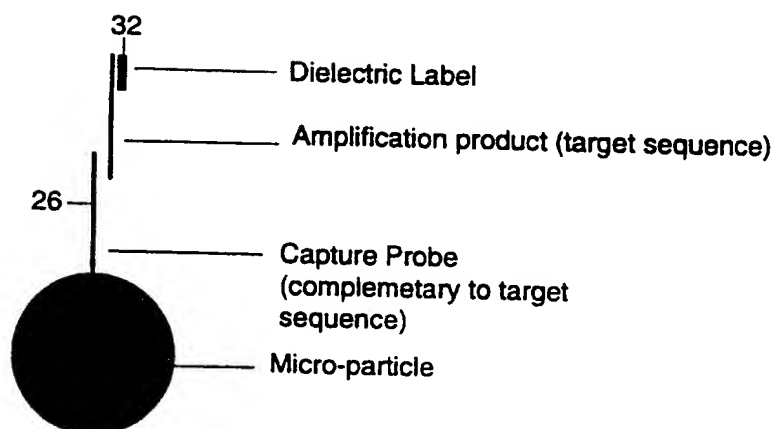 32
Dielectric Label
Amplification product (target sequence)
26
Capture Probe
(complemetary to target
sequence)
Micro-particle